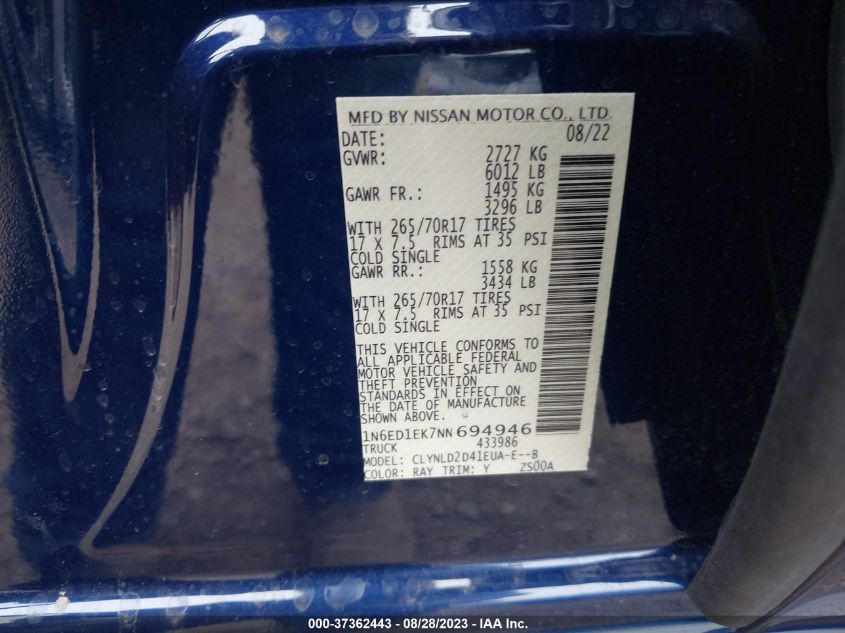 MFD BY NISSAN MOTOR CO., LTD.
DATE: 08/22
GVWR: 2727 KG
6012 LB
GAWR FR.: 1495 KG
3296 LB
WITH 265/70R17 TIRES
17 X 7.5 RIMS AT 35 PSI
COLD SINGLE
GAWR RR.: 1558 KG
3434 LB
WITH 265/70R17 TIRES
17 X 7.5 RIMS AT 35 PSI
COLD SINGLE
THIS VEHICLE CONFORMS TO
ALL APPLICABLE FEDERAL
MOTOR VEHICLE SAFETY AND
THEFT PREVENTION
STANDARDS IN EFFECT ON
THE DATE OF MANUFACTURE
SHOWN ABOVE.
1N6ED1EK7NN694946
TRUCK 433986
MODEL: CLYNLD2D41EUA-E--B
COLOR: RAY TRIM: Y ZS00A
000-37362443 - 08/28/2023 - IAA Inc.